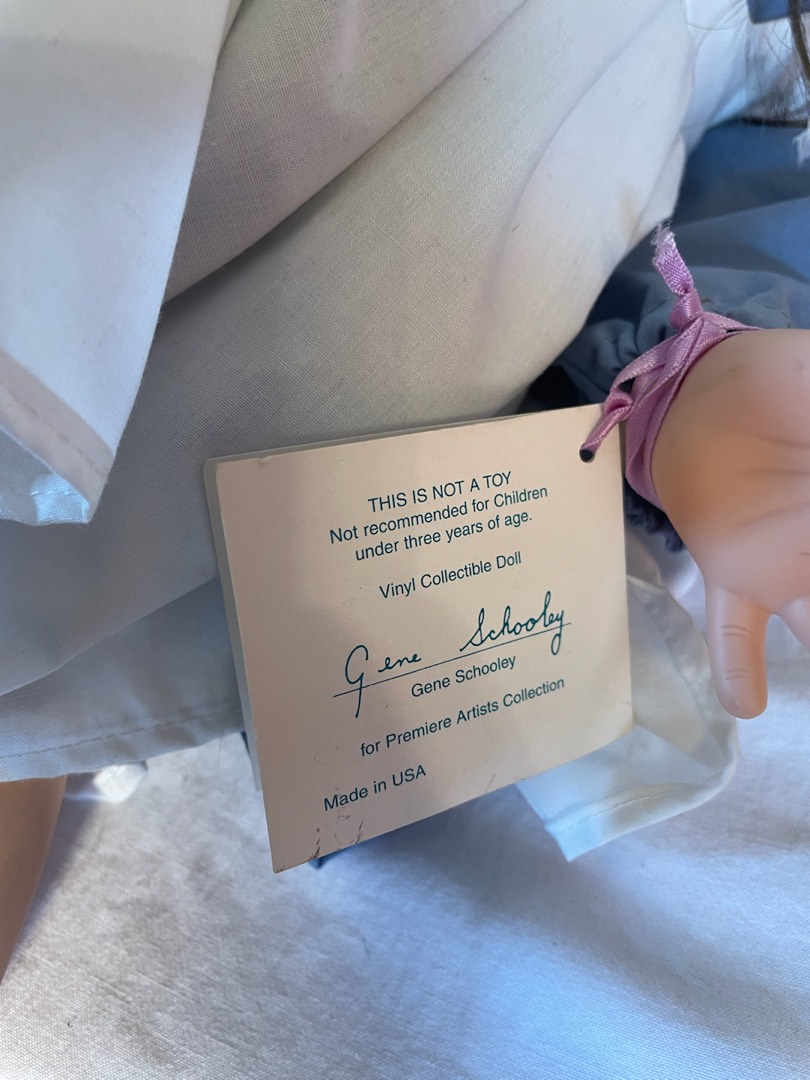 THIS IS NOT A TOY
Not recommended for Children
under three years of age.
Vinyl Collectible Doll
Gene Schooley
Gene Schooley
for Premiere Artists Collection
Made in USA